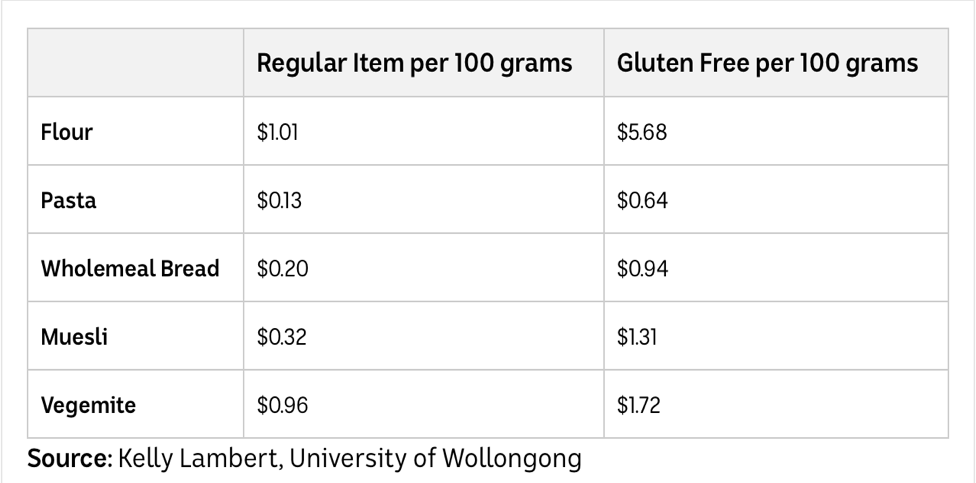 Regular Item per 100 grams Gluten Free per 100 grams
Flour $1.01 $5.68
Pasta $0.13 $0.64
Wholemeal Bread $0.20 $0.94
Muesli $0.32 $1.31
Vegemite $0.96 $1.72
Source: Kelly Lambert, University of Wollongong